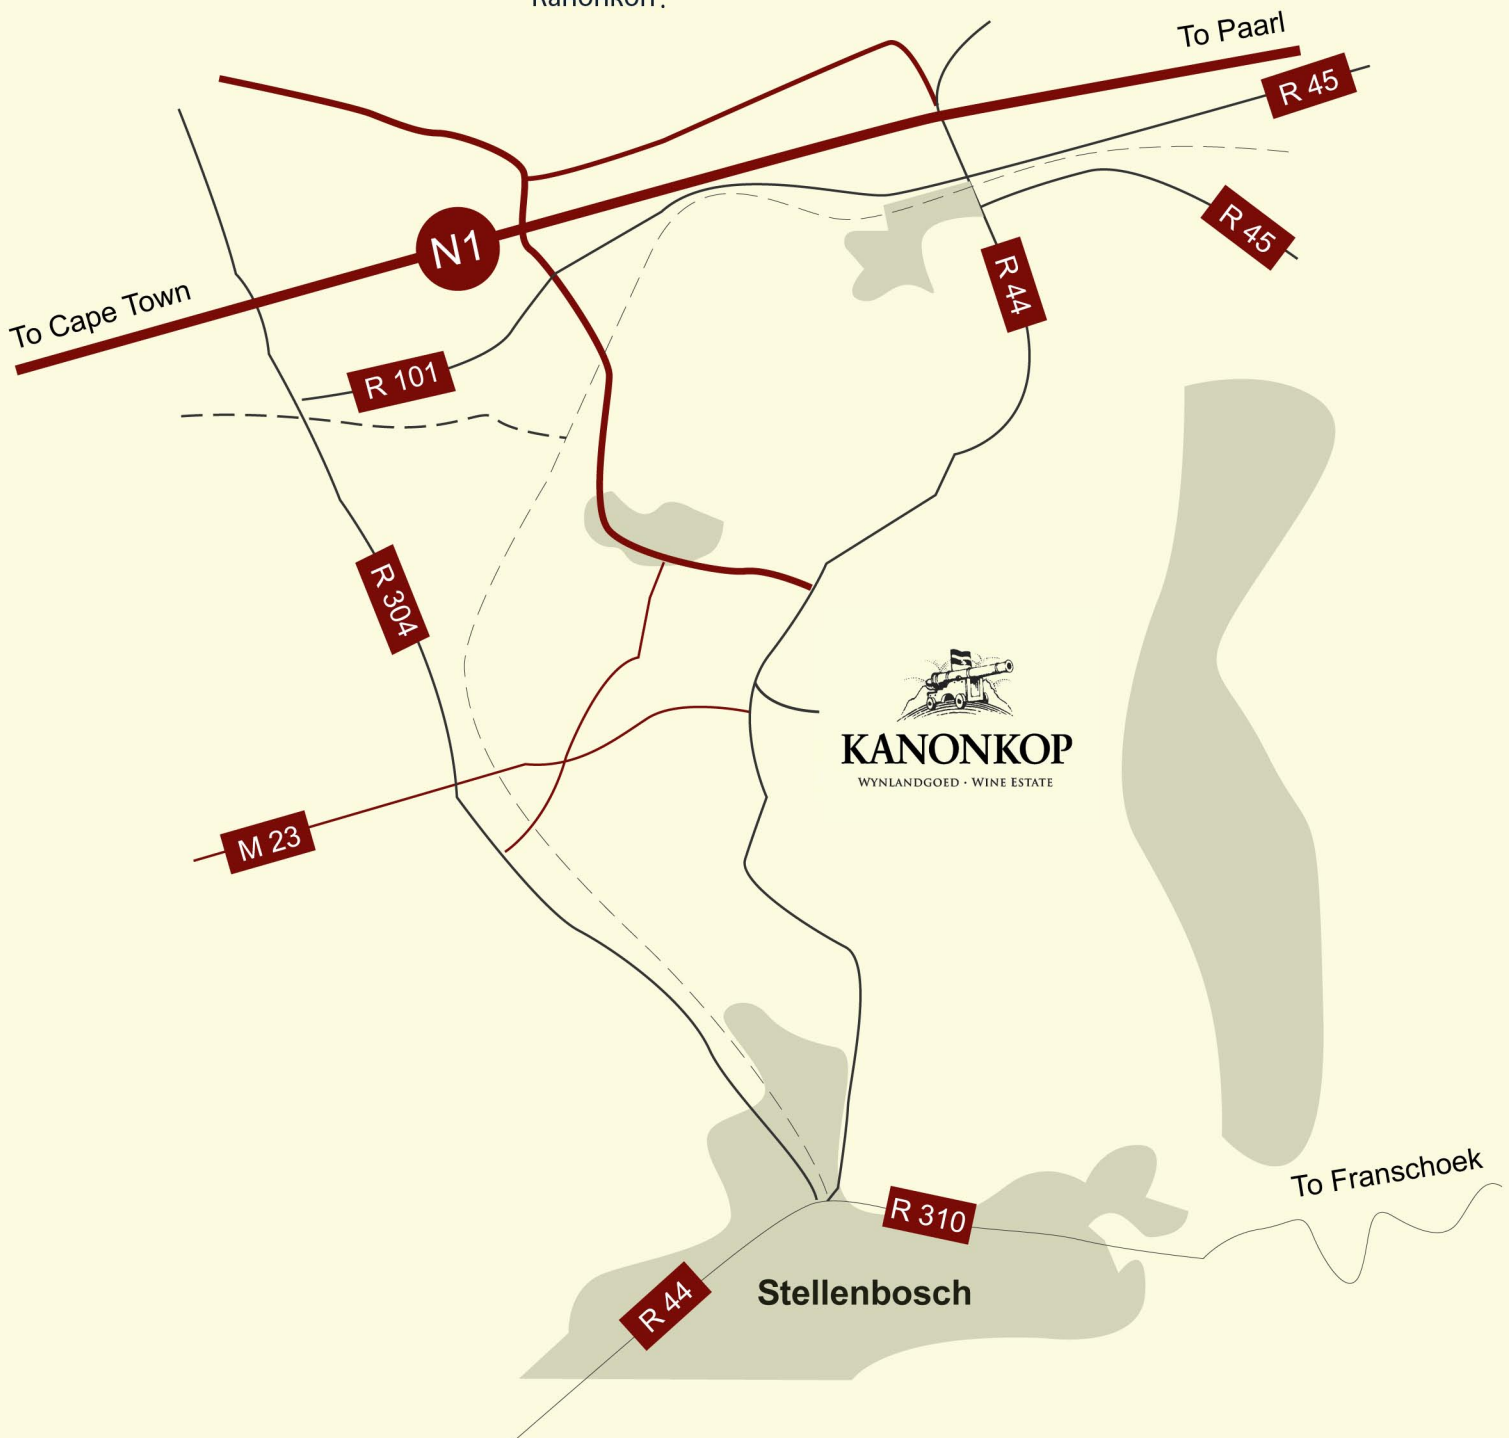 To Paarl
R 45
R 45
N1
To Cape Town
R 44
R 101
R 304
KANONKOP
WYNLANDGOED · WINE ESTATE
M 23
To Franschoek
R 310
Stellenbosch
R 44